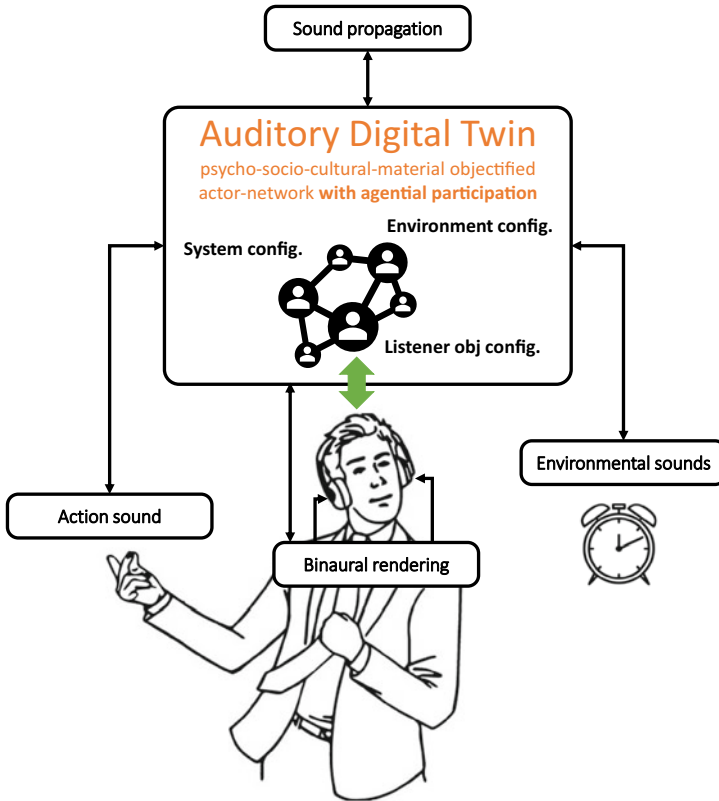 Sound propagation
Auditory Digital Twin
psycho-socio-cultural-material objectified
actor-network with agential participation
Environment config.
System config.
Listener obj config.
Environmental sounds
Action sound
Binaural rendering